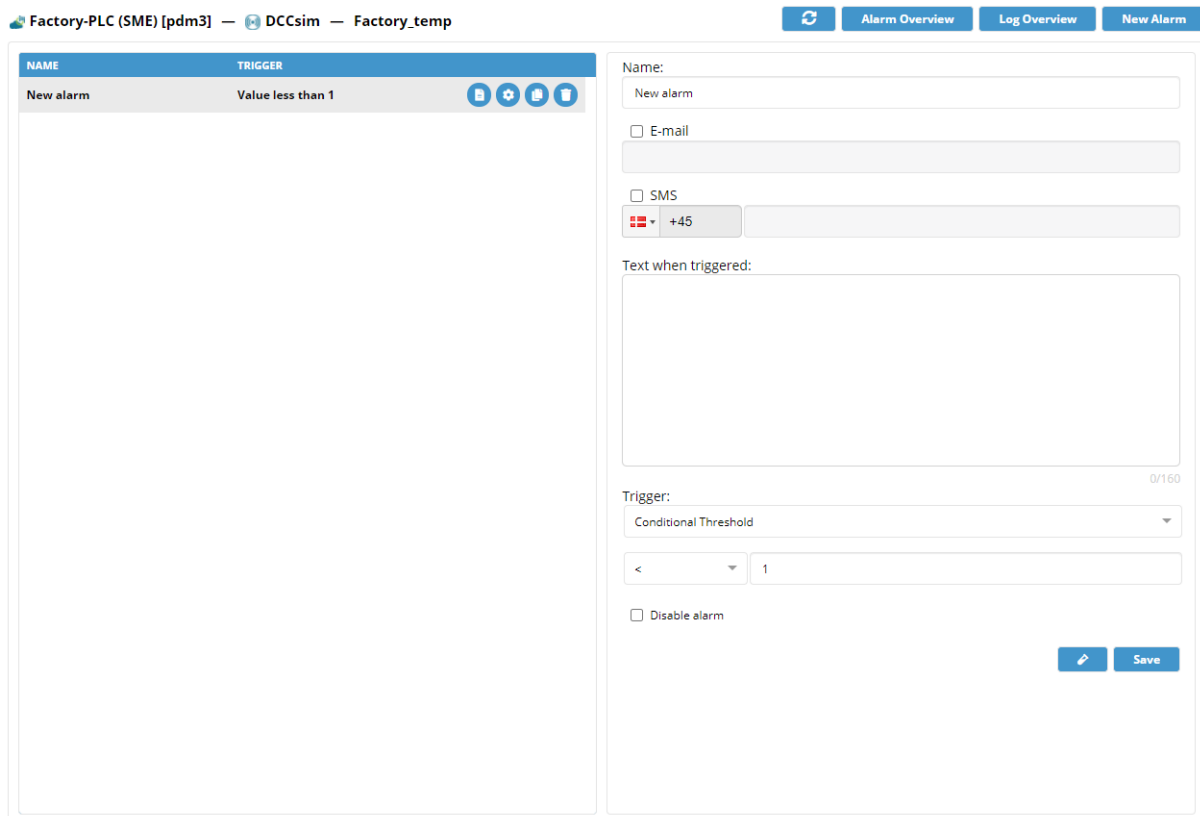 Factory-PLC (SME) [pdm3] — DCCsim — Factory_temp
Alarm Overview
Log Overview
New Alarm
NAME TRIGGER
New alarm Value less than 1
Name:
New alarm
E-mail
SMS
+45
Text when triggered:
0/160
Trigger:
Conditional Threshold
< 1
Disable alarm
Save